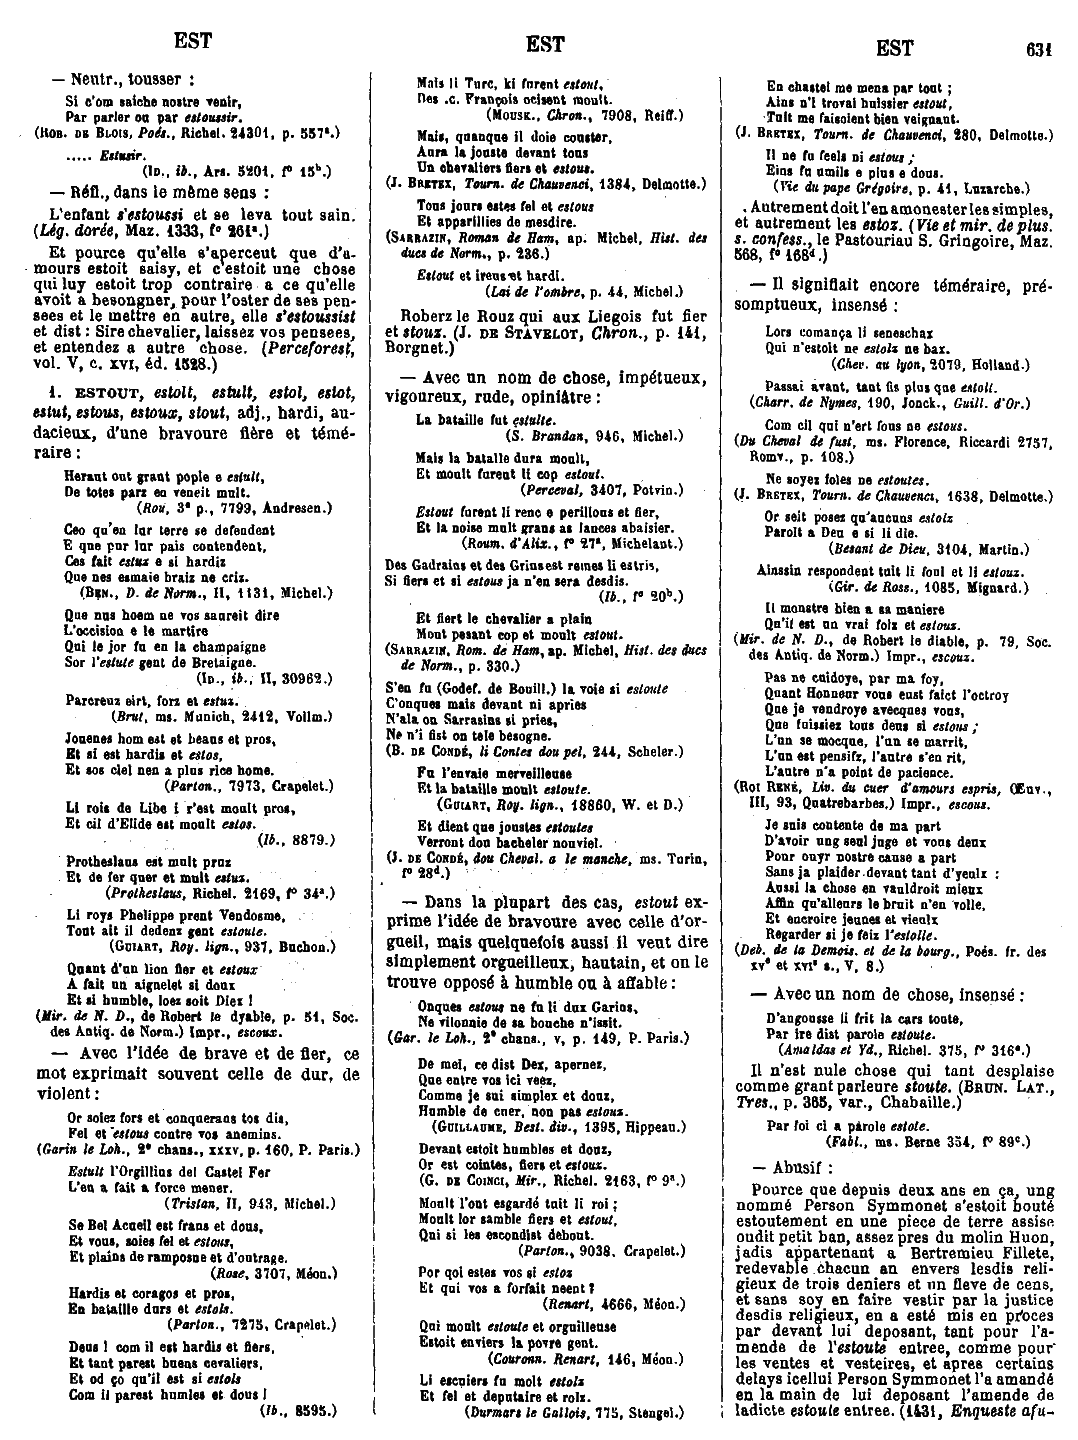 EST
EST
EST
631
— Neutr., tousser :
Si c'om saiche nostre venir,
Par parler ou par estoussir.
(ROB. DE BLOIS, Poés., Richel. 24301, p. 557ª.)
..... Estusir.
(ID., ib., Ars. 5201, fº 15ᵇ.)
— Réfl., dans le même sens :
L'enfant s'estoussi et se leva tout sain.
(Lég. dorée, Maz. 1333, fº 261ª.)
Et pource qu'elle s'aperceut que d'a-
mours estoit saisy, et c'estoit une chose
qui luy estoit trop contraire a ce qu'elle
avoit a besongner, pour l'oster de ses pen-
sees et le mettre en autre, elle s'estoussist
et dist : Sire chevalier, laissez vos pensees,
et entendez a autre chose. (Perceforest,
vol. V, c. XVI, éd. 1528.)
1. ESTOUT, estolt, estult, estol, estot,
estut, estous, estoux, stout, adj., hardi, au-
dacieux, d'une bravoure fière et témé-
raire :
Heraut out grant pople e estult,
De totes parz en veneit mult.
(Rou, 3ª p., 7799, Andresen.)
Ceo qu'en lur terre se defendent
E que pur lur pais contendent,
Ces fait estuz e si hardiz
Que nes esmaie braiz ne criz.
(BEN., D. de Norm., II, 1131, Michel.)
Que nus hoem ne vos saureit dire
L'occision e le martire
Qui le jor fu en la champaigne
Sor l'estute gent de Bretaigne.
(ID., ib., II, 30962.)
Parcreuz eirt, forz et estuz.
(Brut, ms. Munich, 2412, Vollm.)
Jouenes hom est et beaus et pros,
Et si est hardis et estos,
Et sos ciel nen a plus rice home.
(Parton., 7973, Crapelet.)
Li rois de Libe i r'est moult pros,
Et cil d'Elide est moult estos.
(Ib., 8879.)
Protheslaus est mult pruz
Et de fer quer et mult estuz.
(Protheslaus, Richel. 2169, fº 34ª.)
Li roys Phelippe prent Vendosme,
Tout ait il dedenz gent estoute.
(GUIART, Roy. lign., 937, Buchon.)
Quant d'un lion fier et estoux
A fait un aignelet si doux
Et si humble, loez soit Diex !
(Mir. de N. D., de Robert le dyable, p. 51, Soc.
des Antiq. de Norm.) Impr., escoux.
— Avec l'idée de brave et de fier, ce
mot exprimait souvent celle de dur, de
violent :
Or soiez fors et conquerans tos dis,
Fel et estous contre vos anemins.
(Garin le Loh., 2ª chans., XXXV, p. 160, P. Paris.)
Estult l'Orgillius del Castel Fer
L'en a fait a force mener.
(Tristan, II, 943, Michel.)
Se Bel Acueil est frans et dous,
Et vous, soies fel et estous,
Et plains de ramposne et d'outrage.
(Rose, 3707, Méon.)
Hardis et coragos et pros,
En bataille durs et estols.
(Parton., 7275, Crapelet.)
Deus ! com il est hardis et fiers,
Et tant parest buens cevaliers,
Et od ço qu'il est si estols
Com il parest humles et dous !
(Ib., 8595.)
Mais li Turc, ki furent estout,
Des .c. François ocisent moult.
(MOUSK., Chron., 7908, Reiff.)
Mais, quanque il doie couster,
Aura la jouste devant tous
Un chevaliers fiers et estous.
(J. BRETEX, Tourn. de Chauvenci, 1384, Delmotte.)
Tous jours estes fel et estous
Et apparillies de mesdire.
(SARRAZIN, Roman de Ham, ap. Michel, Hist. des
ducs de Norm., p. 236.)
Estout et ireus et hardi.
(Lai de l'ombre, p. 44, Michel.)
Roberz le Rouz qui aux Liegois fut fier
et stoux. (J. DE STAVELOT, Chron., p. 141,
Borgnet.)
— Avec un nom de chose, impétueux,
vigoureux, rude, opiniâtre :
La bataille fut estulte.
(S. Brandan, 946, Michel.)
Mais la batalle dura moult,
Et moult furent li cop estout.
(Perceval, 3407, Potvin.)
Estout furent li renc e perillous et fier,
Et la noise mult grans as lances abaisier.
(Roum. d'Alix., fº 27ª, Michelant.)
Des Gadrains et des Grius est remes li estris,
Si fiers et si estous ja n'en sera desdis.
(Ib., fº 20ᵇ.)
Et fiert le chevalier a plain
Mout pesant cop et moult estout.
(SARRAZIN, Rom. de Ham, ap. Michel, Hist. des ducs
de Norm., p. 330.)
S'en fu (Godef. de Bouill.) la voie si estoute
C'onques mais devant ni apries
N'ala ou Sarrasins si pries,
Ne n'i fist on tele besogne.
(B. DE CONDÉ, li Contes dou pel, 244, Scheler.)
Fu l'envaie merveilleuse
Et la bataille moult estoute.
(GUIART, Roy. lign., 18860, W. et D.)
Et dient que joustes estoutes
Verront dou bacheler nouviel.
(J. DE CONDÉ, dou Cheval. a le manche, ms. Turin,
fº 28ᵈ.)
— Dans la plupart des cas, estout ex-
prime l'idée de bravoure avec celle d'or-
gueil, mais quelquefois aussi il veut dire
simplement orgueilleux, hautain, et on le
trouve opposé à humble ou à affable :
Onques estous ne fu li dux Garins,
Ne vilonnie de sa bouche n'issit.
(Gar. le Loh., 2ª chans., V, p. 149, P. Paris.)
De mei, ce dist Dex, apernez,
Que entre vos ici veez,
Comme je sui simplex et douz,
Humble de cuer, non pas estouz.
(GUILLAUME, Best. div., 1395, Hippeau.)
Devant estoit humbles et douz,
Or est cointes, fiers et estouz.
(G. DE COINCI, Mir., Richel. 2163, fº 9ª.)
Moult l'ont esgardé tuit li roi ;
Moult lor samble fiers et estout,
Qui si les escondist debout.
(Parton., 9038, Crapelet.)
Por qoi estes vos si estoz
Et qui vos a forfait neent ?
(Renart, 4666, Méon.)
Qui moult estoute et orguilleuse
Estoit enviers la povre gent.
(Couronn. Renart, 146, Méon.)
Li escuiers fu molt estolz
Et fel et deputaire et rolz.
(Durmars le Gallois, 775, Stengel.)
En chastel me mena par tout ;
Ains n'i trovai huissier estout,
Tuit me faisoient bien veignant.
(J. BRETEX, Tourn. de Chauvenci, 280, Delmotte.)
Il ne fu feels ni estous ;
Eins fu umils e plus e dous.
(Vie du pape Grégoire, p. 41, Luzarche.)
Autrement doit l'en amonester les simples,
et autrement les estoz. (Vie et mir. de plus.
s. confess., le Pastouriau S. Gringoire, Maz.
568, fº 168ᵈ.)
— Il signifiait encore téméraire, pré-
somptueux, insensé :
Lors comança li seneschax
Qui n'estoit ne estolz ne bax.
(Chev. au lyon, 2079, Holland.)
Passai avant, tant fis plus que estolt.
(Charr. de Nymes, 190, Jonck., Guill. d'Or.)
Com cil qui n'ert fous ne estous.
(Du Cheval de fust, ms. Florence, Riccardi 2757,
Romv., p. 108.)
Ne soyez foles ne estoutes.
(J. BRETEX, Tourn. de Chauvenci, 1638, Delmotte.)
Or seit posez qu'aucuns estolz
Parolt a Deu e si li die.
(Besant de Dieu, 3104, Martin.)
Ainssin respondent tuit li foul et li estouz.
(Gir. de Ross., 1085, Mignard.)
Il monstre bien a sa maniere
Qu'il est un vrai folz et estous.
(Mir. de N. D., de Robert le diable, p. 79, Soc.
des Antiq. de Norm.) Impr., escouz.
Pas ne cuidoye, par ma foy,
Quant Honneur vous eust faict l'octroy
Que je vendroye avecques vous,
Que fuissiez tous deus si estous ;
L'un se mocque, l'un se marrit,
L'un est pensifz, l'autre s'en rit,
L'autre n'a point de pacience.
(ROI RENÉ, Liv. du cuer d'amours espris, Œuv.,
III, 93, Quatrebarbes.) Impr., escous.
Je suis contente de ma part
D'avoir ung seul juge et vous deux
Pour ouyr nostre cause a part
Sans ja plaider devant tant d'yeulx :
Aussi la chose en vauldroit mieux
Affin qu'alleurs le bruit n'en volle,
Et encroire jeunes et vieulx
Regarder si je feiz l'estolle.
(Deb. de la Demois. et de la bourg., Poés. fr. des
XVª et XVIª s., V, 8.)
— Avec un nom de chose, insensé :
D'angousse li frit la cars toute,
Par ire dist parole estoute.
(Amaldas et Yd., Richel. 375, fº 316ª.)
Il n'est nule chose qui tant desplaise
comme grant parleure stoute. (BRUN. LAT.,
Tres., p. 365, var., Chabaille.)
Par foi ci a parole estote.
(Fabl., ms. Berne 354, fº 89ᶜ.)
— Abusif :
Pource que depuis deux ans en ça, ung
nommé Person Symmonet s'estoit bouté
estoutement en une piece de terre assise
oudit petit ban, assez pres du molin Huon,
jadis appartenant a Bertremieu Fillete,
redevable chacun an envers lesdis reli-
gieux de trois deniers et un fleve de cens,
et sans soy en faire vestir par la justice
desdis religieux, en a esté mis en procès
par devant lui deposant, tant pour l'a-
mende de l'estoute entree, comme pour
les ventes et vesteires, et apres certains
delays icellui Person Symmonet l'a amandé
en la main de lui deposant l'amende de
ladicte estoute entree. (1431, Enqueste afu-